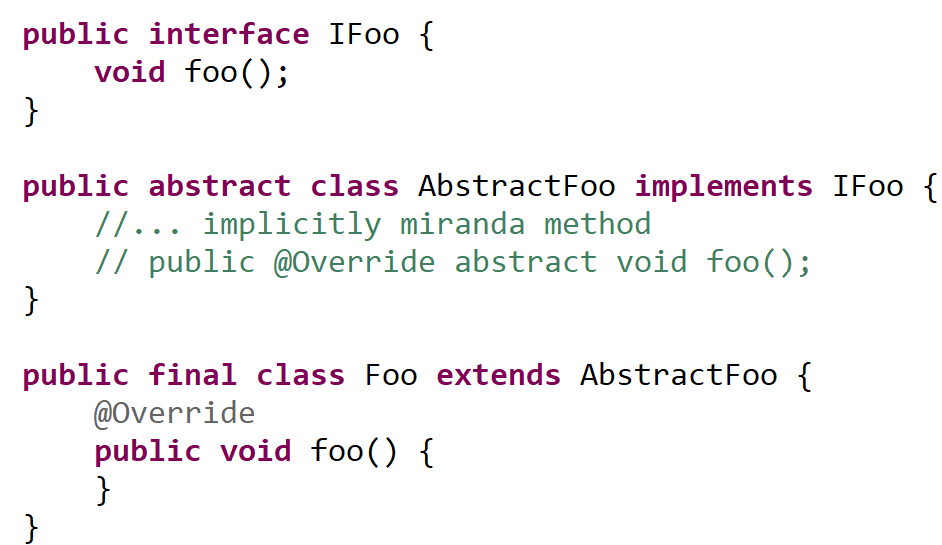 public interface IFoo {
    void foo();
}

public abstract class AbstractFoo implements IFoo {
    //... implicitly miranda method
    // public @Override abstract void foo();
}

public final class Foo extends AbstractFoo {
    @Override
    public void foo() {
    }
}